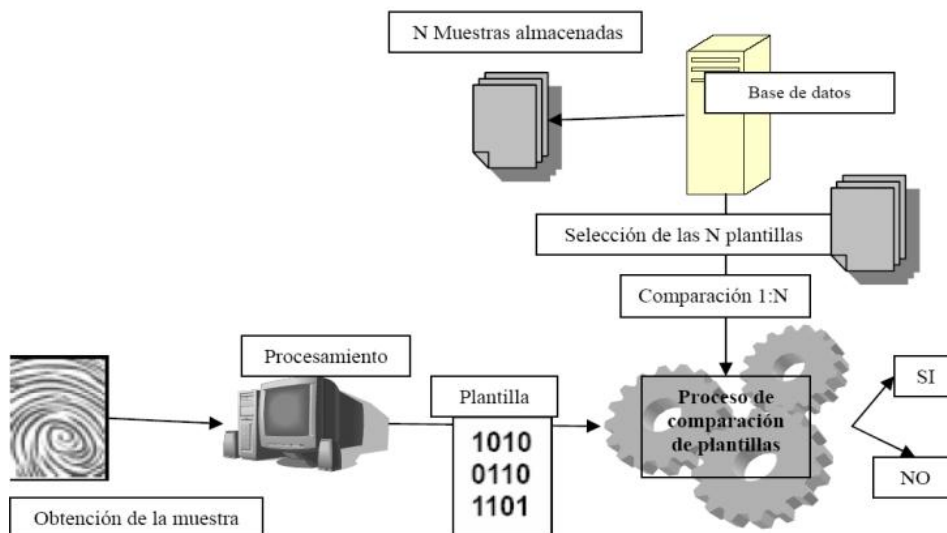 N Muestras almacenadas
Base de datos
Selección de las N plantillas
Comparación 1:N
Procesamiento
Plantilla
1010
0110
1101
Proceso de
comparación
de plantillas
SI
NO
Obtención de la muestra